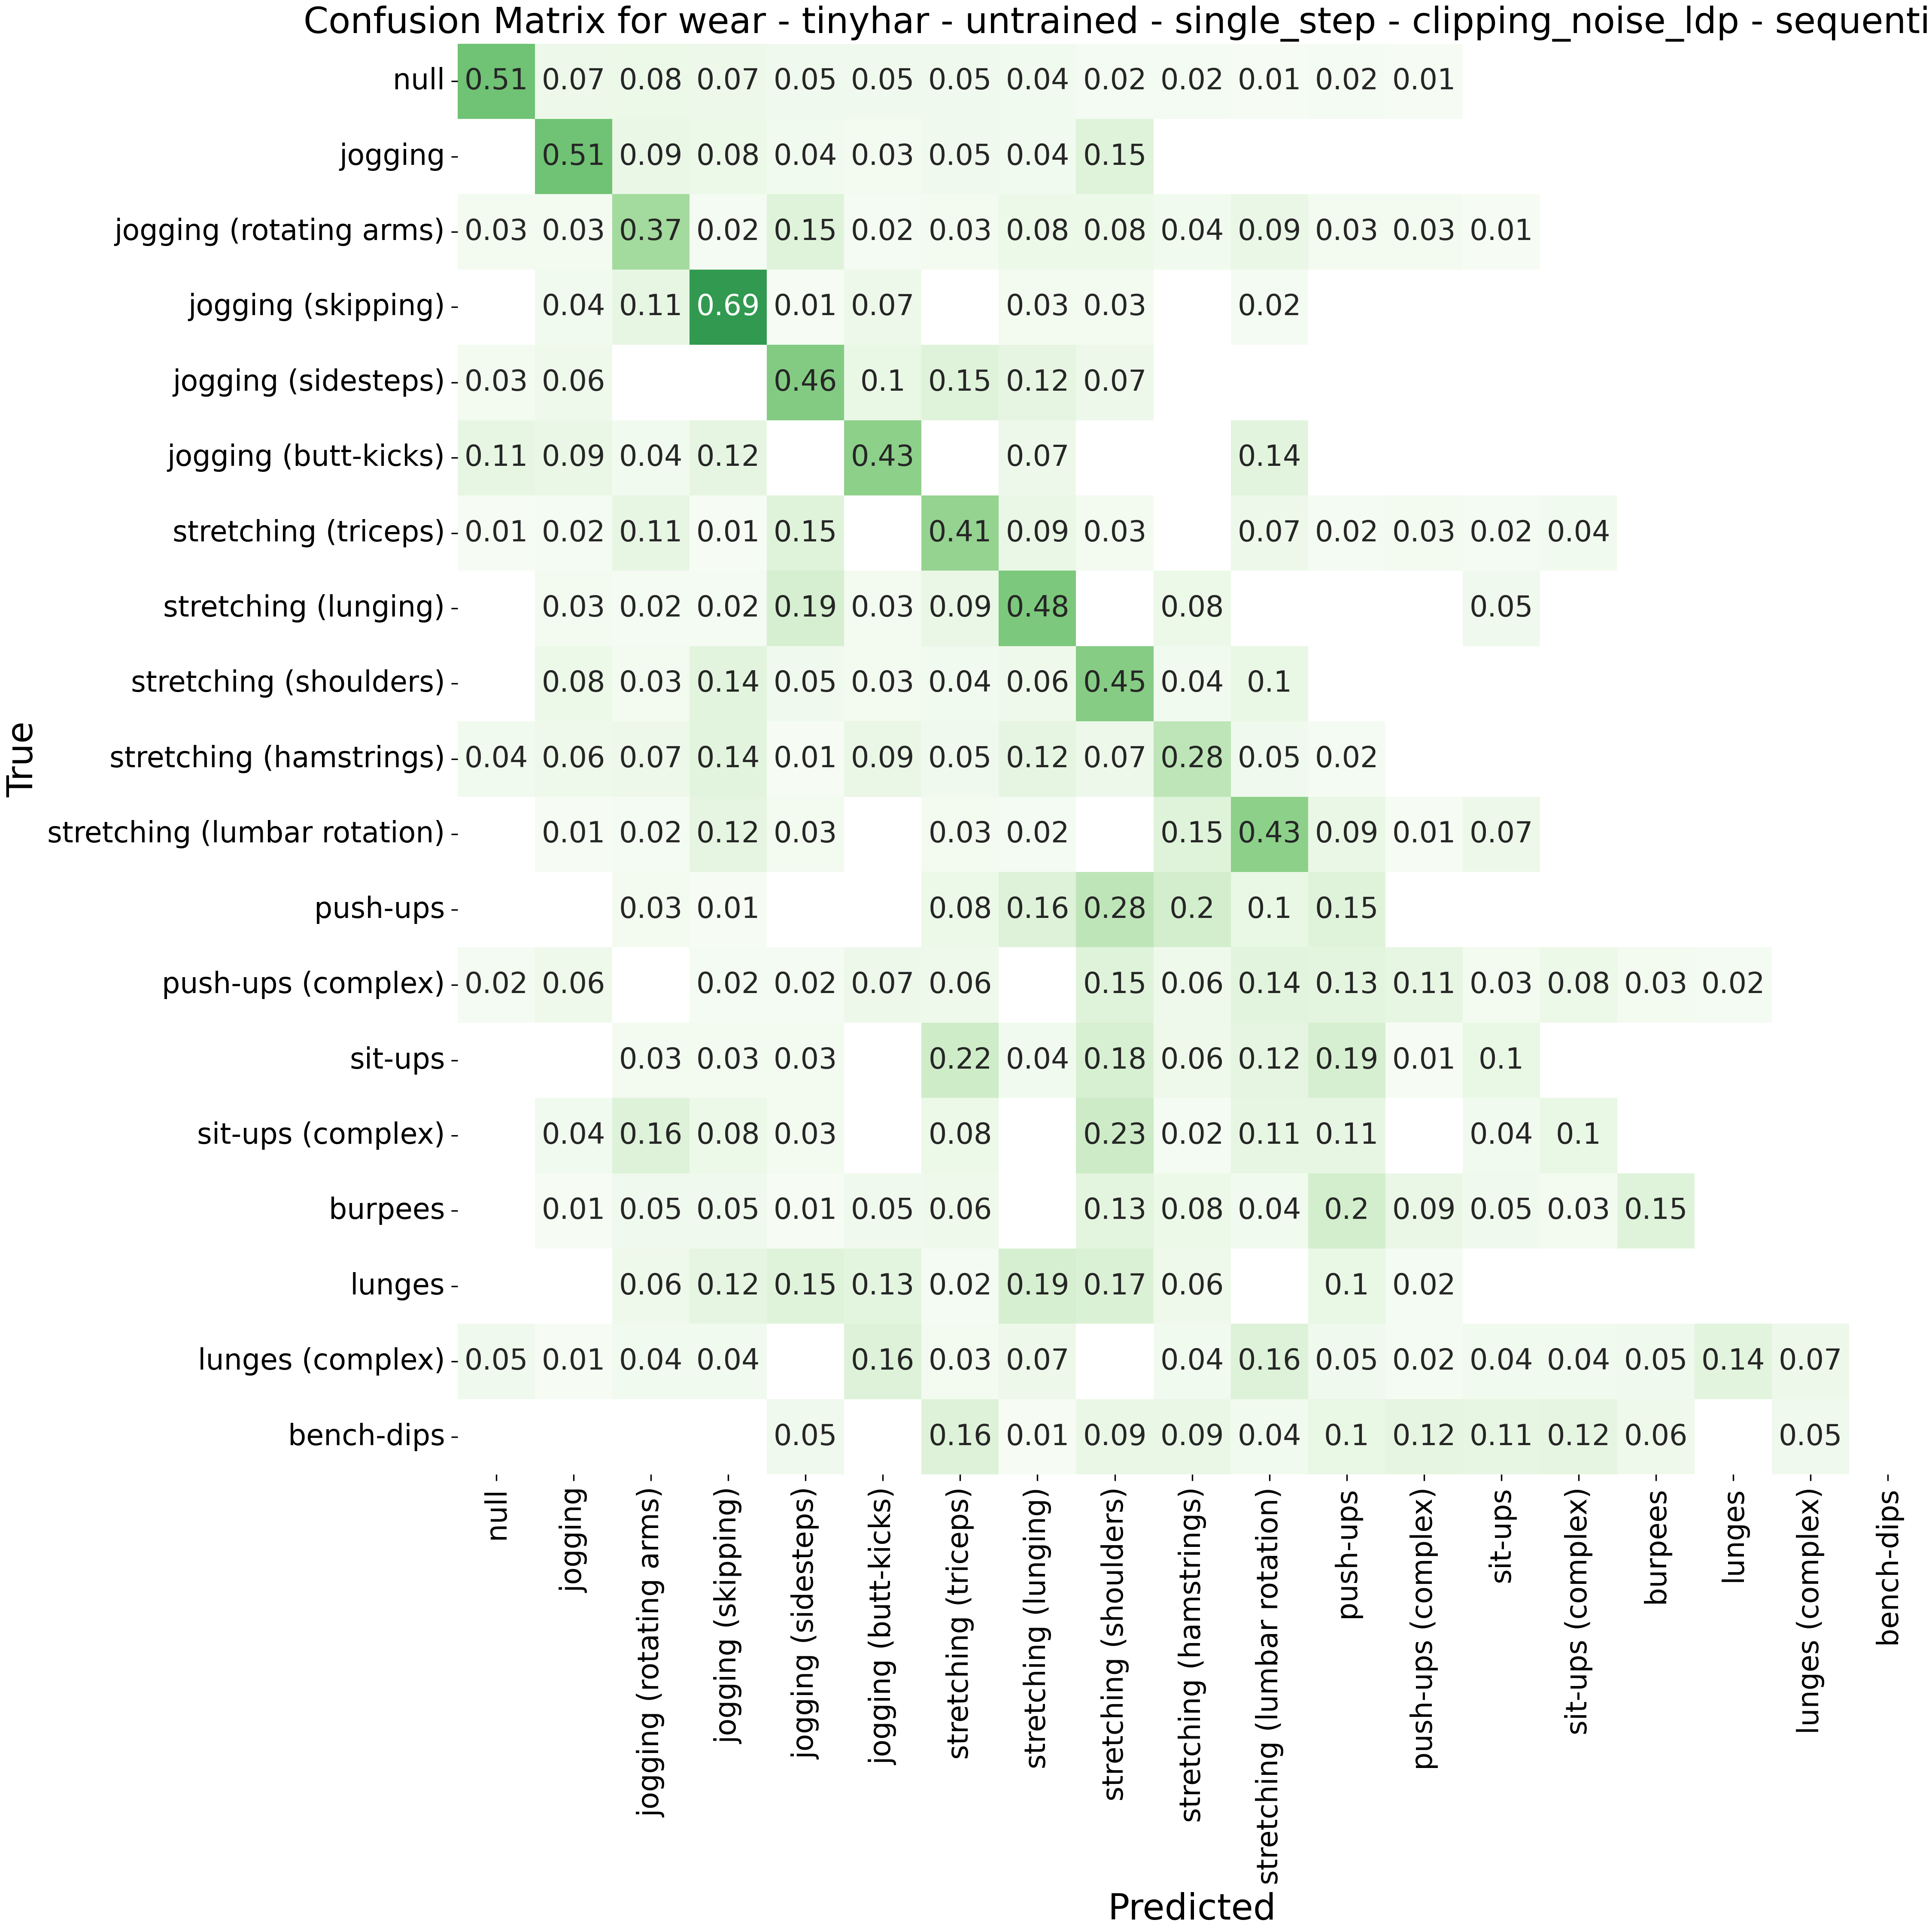 Confusion Matrix for wear - tinyhar - untrained - single_step - clipping_noise_ldp - sequenti
True
null 0.51 0.07 0.08 0.07 0.05 0.05 0.05 0.04 0.02 0.02 0.01 0.02 0.01
jogging 0.51 0.09 0.08 0.04 0.03 0.05 0.04 0.15
jogging (rotating arms) 0.03 0.03 0.37 0.02 0.15 0.02 0.03 0.08 0.08 0.04 0.09 0.03 0.03 0.01
jogging (skipping) 0.04 0.11 0.69 0.01 0.07 0.03 0.03 0.02
jogging (sidesteps) 0.03 0.06 0.46 0.1 0.15 0.12 0.07
jogging (butt-kicks) 0.11 0.09 0.04 0.12 0.43 0.07 0.14
stretching (triceps) 0.01 0.02 0.11 0.01 0.15 0.41 0.09 0.03 0.07 0.02 0.03 0.02 0.04
stretching (lunging) 0.03 0.02 0.02 0.19 0.03 0.09 0.48 0.08 0.05
stretching (shoulders) 0.08 0.03 0.14 0.05 0.03 0.04 0.06 0.45 0.04 0.1
stretching (hamstrings) 0.04 0.06 0.07 0.14 0.01 0.09 0.05 0.12 0.07 0.28 0.05 0.02
stretching (lumbar rotation) 0.01 0.02 0.12 0.03 0.03 0.02 0.15 0.43 0.09 0.01 0.07
push-ups 0.03 0.01 0.08 0.16 0.28 0.2 0.1 0.15
push-ups (complex) 0.02 0.06 0.02 0.02 0.07 0.06 0.15 0.06 0.14 0.13 0.11 0.03 0.08 0.03 0.02
sit-ups 0.03 0.03 0.03 0.22 0.04 0.18 0.06 0.12 0.19 0.01 0.1
sit-ups (complex) 0.04 0.16 0.08 0.03 0.08 0.23 0.02 0.11 0.11 0.04 0.1
burpees 0.01 0.05 0.05 0.01 0.05 0.06 0.13 0.08 0.04 0.2 0.09 0.05 0.03 0.15
lunges 0.06 0.12 0.15 0.13 0.02 0.19 0.17 0.06 0.1 0.02
lunges (complex) 0.05 0.01 0.04 0.04 0.16 0.03 0.07 0.04 0.16 0.05 0.02 0.04 0.04 0.05 0.14 0.07
bench-dips 0.05 0.16 0.01 0.09 0.09 0.04 0.1 0.12 0.11 0.12 0.06 0.05
null
jogging
jogging (rotating arms)
jogging (skipping)
jogging (sidesteps)
jogging (butt-kicks)
stretching (triceps)
stretching (lunging)
stretching (shoulders)
stretching (hamstrings)
stretching (lumbar rotation)
push-ups
push-ups (complex)
sit-ups
sit-ups (complex)
burpees
lunges
lunges (complex)
bench-dips
Predicted